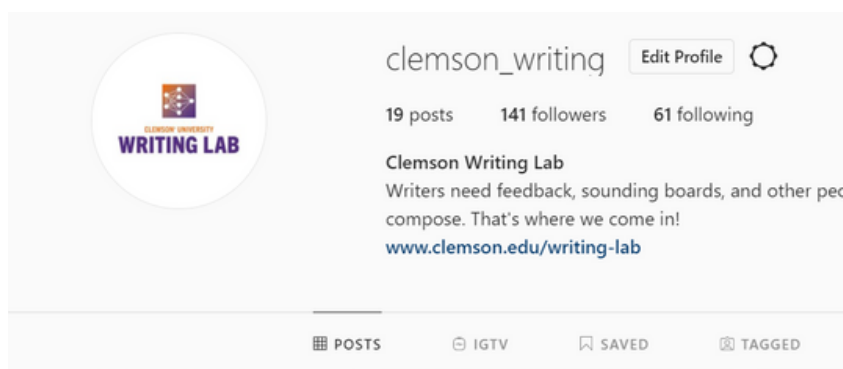 clemson_writing Edit Profile
19 posts 141 followers 61 following
CLEMSON UNIVERSITY
WRITING LAB
Clemson Writing Lab
Writers need feedback, sounding boards, and other
compose. That's where we come in!
www.clemson.edu/writing-lab
POSTS IGTV SAVED TAGGED